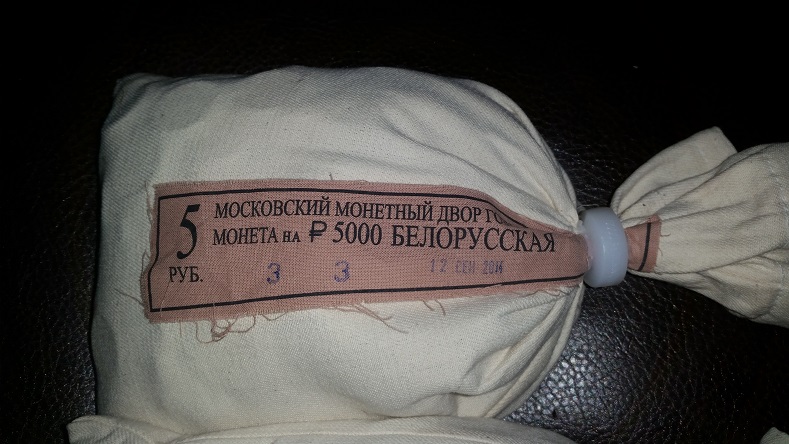 5 РУБ.
МОСКОВСКИЙ МОНЕТНЫЙ ДВОР
МОНЕТА НА ₽ 5000 БЕЛОРУССКАЯ
3 3 12 СЕН 2014